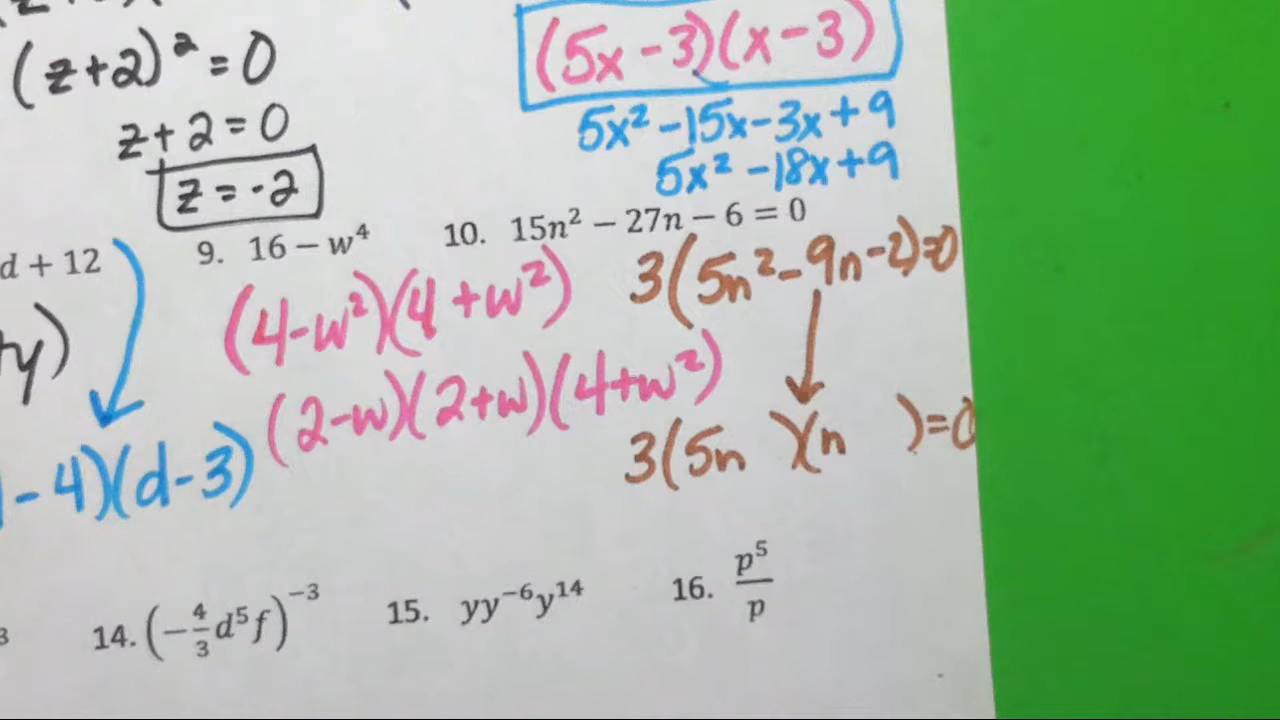 (z+2)² = 0
z + 2 = 0
z = -2
(5x - 3)(x - 3)
5x² - 15x - 3x + 9
5x² - 18x + 9
d + 12
+y)
- 4)(d - 3)
9. 16 − w⁴
(4 - w²)(4 + w²)
(2 - w)(2 + w)(4 + w²)
10. 15n² − 27n − 6 = 0
3(5n² - 9n - 2) = 0
3(5n )(n ) = 0
3
14. (−4/3 d⁵f)⁻³
15. yy⁻⁶y¹⁴
16. p⁵/p